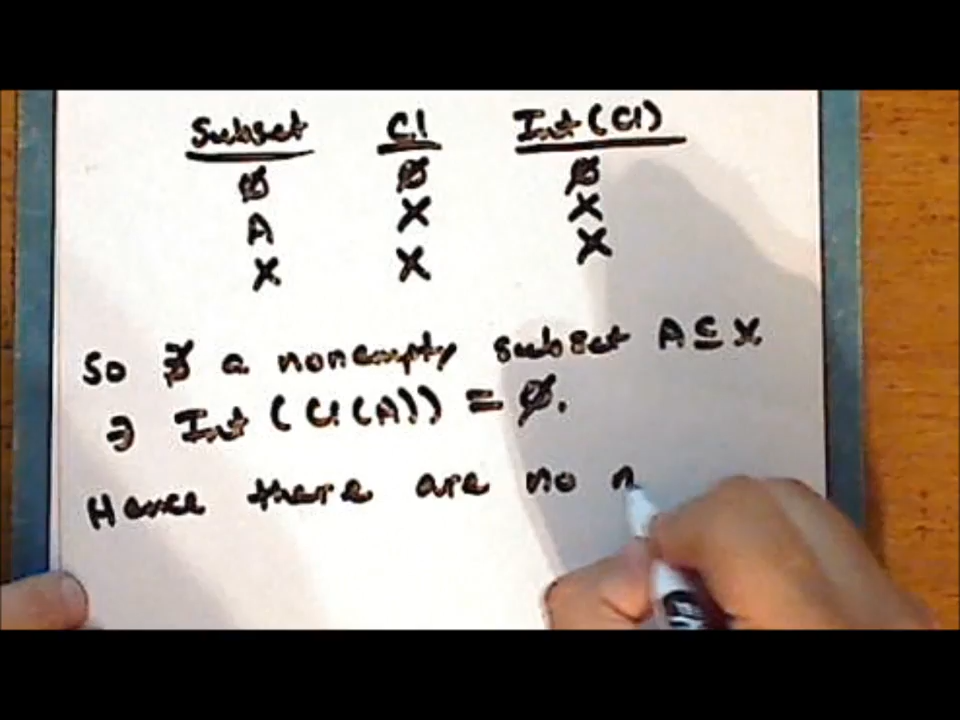 Subset Cl Int(Cl)
Ø Ø Ø
A X X
X X X
So ∄ a nonempty subset A ⊆ X
∋ Int(Cl(A)) = Ø.
Hence there are no n